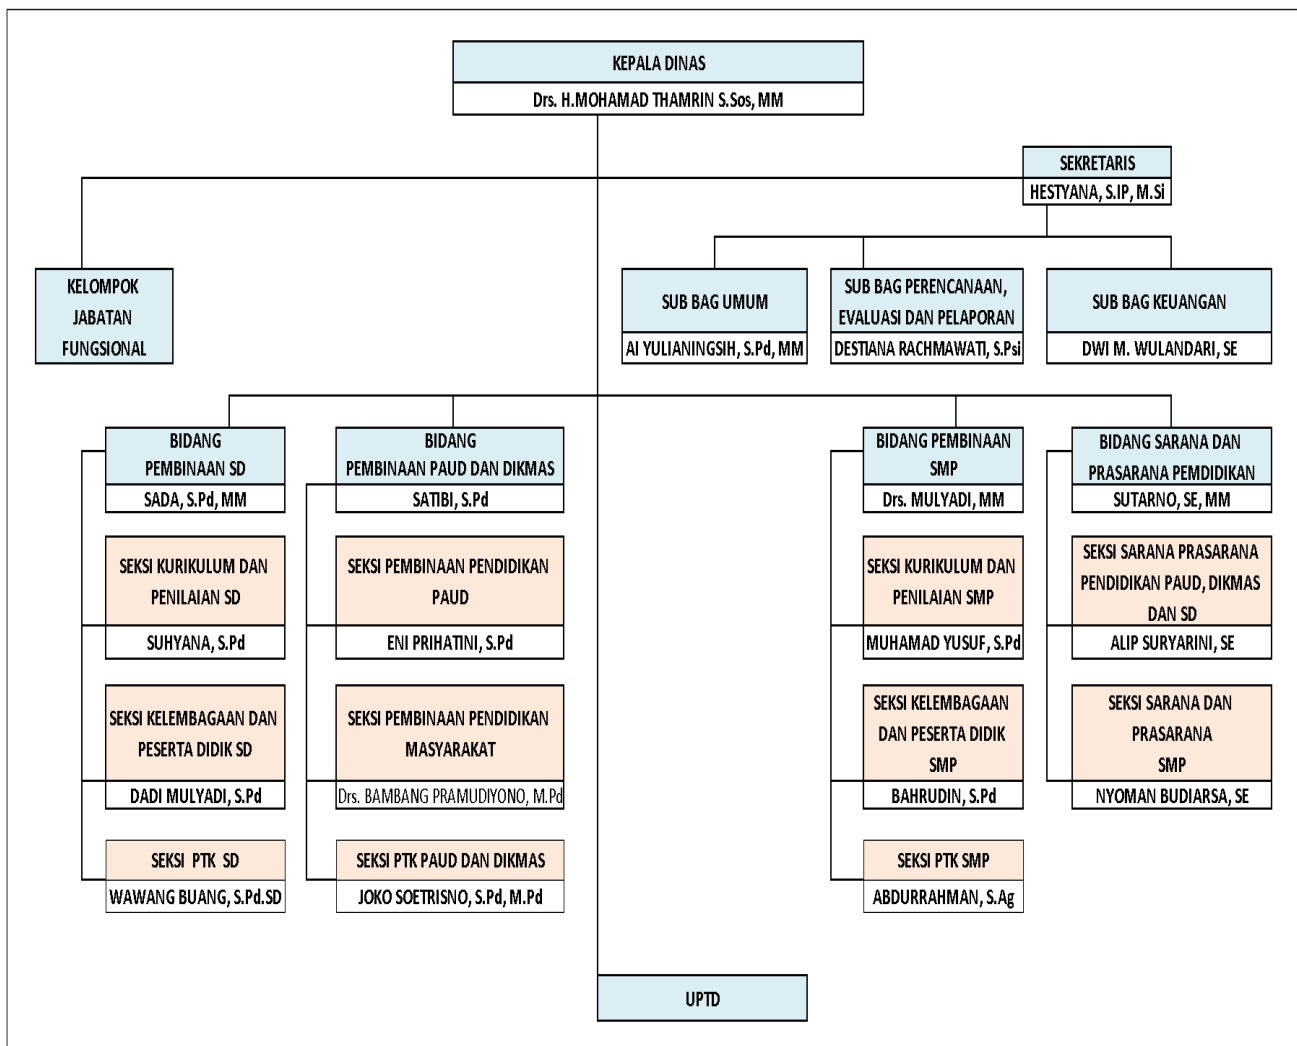 KEPALA DINAS
Drs. H.MOHAMAD THAMRIN S.Sos, MM
SEKRETARIS
HESTYANA, S.IP, M.Si
KELOMPOK
JABATAN
FUNGSIONAL
SUB BAG UMUM
AI YULIANINGSIH, S.Pd, MM
SUB BAG PERENCANAAN,
EVALUASI DAN PELAPORAN
DESTIANA RACHMAWATI, S.Psi
SUB BAG KEUANGAN
DWI M. WULANDARI, SE
BIDANG
PEMBINAAN SD
SADA, S.Pd, MM
SEKSI KURIKULUM DAN
PENILAIAN SD
SUHYANA, S.Pd
SEKSI KELEMBAGAAN DAN
PESERTA DIDIK SD
DADI MULYADI, S.Pd
SEKSI PTK SD
WAWANG BUANG, S.Pd.SD
BIDANG
PEMBINAAN PAUD DAN DIKMAS
SATIBI, S.Pd
SEKSI PEMBINAAN PENDIDIKAN
PAUD
ENI PRIHATINI, S.Pd
SEKSI PEMBINAAN PENDIDIKAN
MASYARAKAT
Drs. BAMBANG PRAMUDIYONO, M.Pd
SEKSI PTK PAUD DAN DIKMAS
JOKO SOETRISNO, S.Pd, M.Pd
BIDANG PEMBINAAN
SMP
Drs. MULYADI, MM
SEKSI KURIKULUM DAN
PENILAIAN SMP
MUHAMAD YUSUF, S.Pd
SEKSI KELEMBAGAAN
DAN PESERTA DIDIK
SMP
BAHRUDIN, S.Pd
SEKSI PTK SMP
ABDURRAHMAN, S.Ag
BIDANG SARANA DAN
PRASARANA PEMDIDIKAN
SUTARNO, SE, MM
SEKSI SARANA PRASARANA
PENDIDIKAN PAUD, DIKMAS
DAN SD
ALIP SURYARINI, SE
SEKSI SARANA DAN
PRASARANA
SMP
NYOMAN BUDIARSA, SE
UPTD